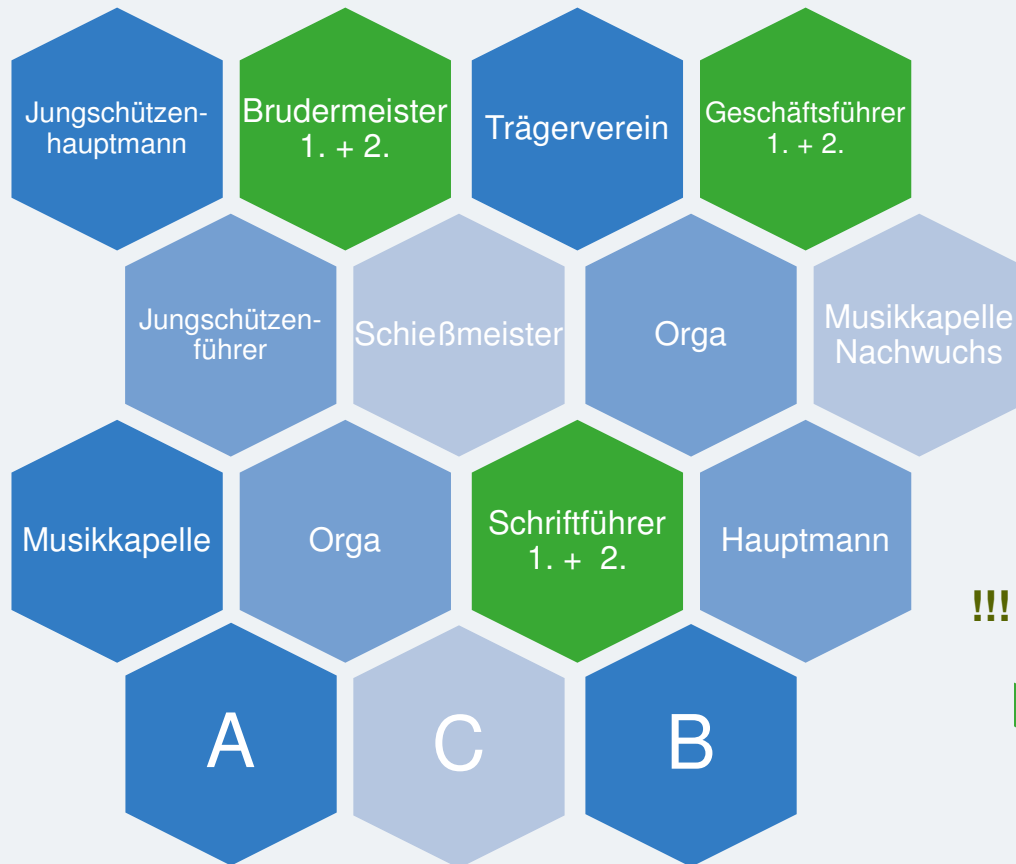 Jungschützen-
hauptmann
Brudermeister
1. + 2.
Trägerverein
Geschäftsführer
1. + 2.
Jungschützen-
führer
Schießmeister
Orga
Musikkapelle
Nachwuchs
Musikkapelle
Orga
Schriftführer
1. +  2.
Hauptmann
!!!
A
C
B